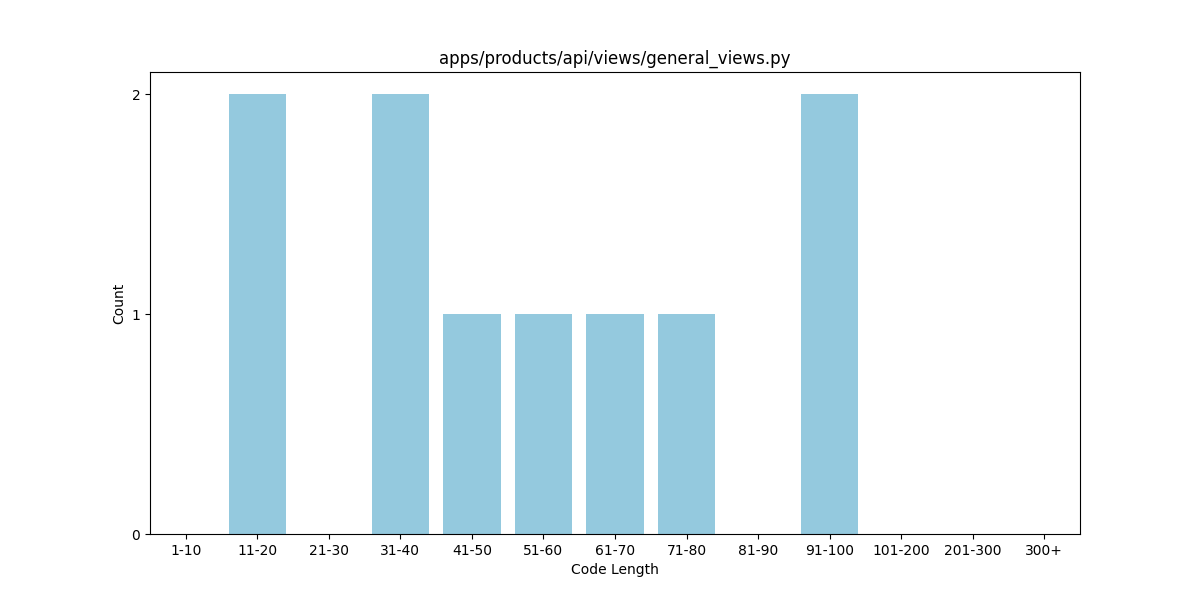 apps/products/api/views/general_views.py
Count
2
1
0
1-10 11-20 21-30 31-40 41-50 51-60 61-70 71-80 81-90 91-100 101-200 201-300 300+
Code Length